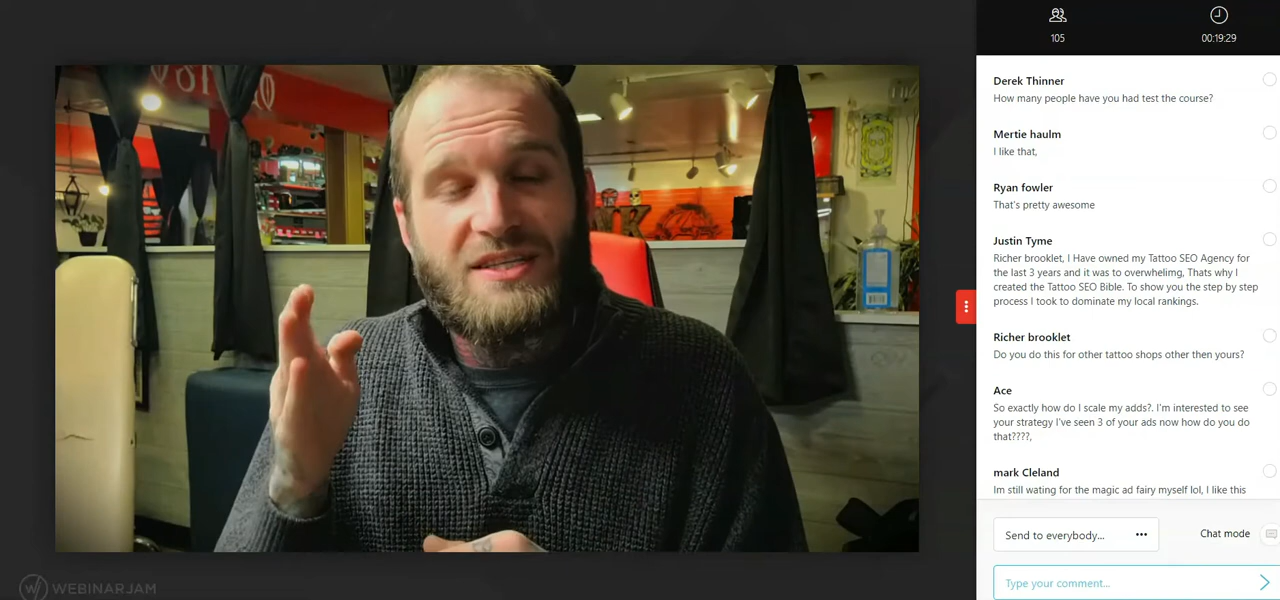 105
00:19:29
Derek Thinner
How many people have you had test the course?
Mertie haulm
I like that,
Ryan fowler
That's pretty awesome
Justin Tyme
Richer brooklet, I Have owned my Tattoo SEO Agency for
the last 3 years and it was to overwhelimg, Thats why I
created the Tattoo SEO Bible. To show you the step by step
process I took to dominate my local rankings.
Richer brooklet
Do you do this for other tattoo shops other then yours?
Ace
So exactly how do I scale my adds?. I'm interested to see
your strategy I've seen 3 of your ads now how do you do
that????,
mark Cleland
Im still wating for the magic ad fairy myself lol, I like this
Send to everybody...
Chat mode
Type your comment...
WEBINARJAM